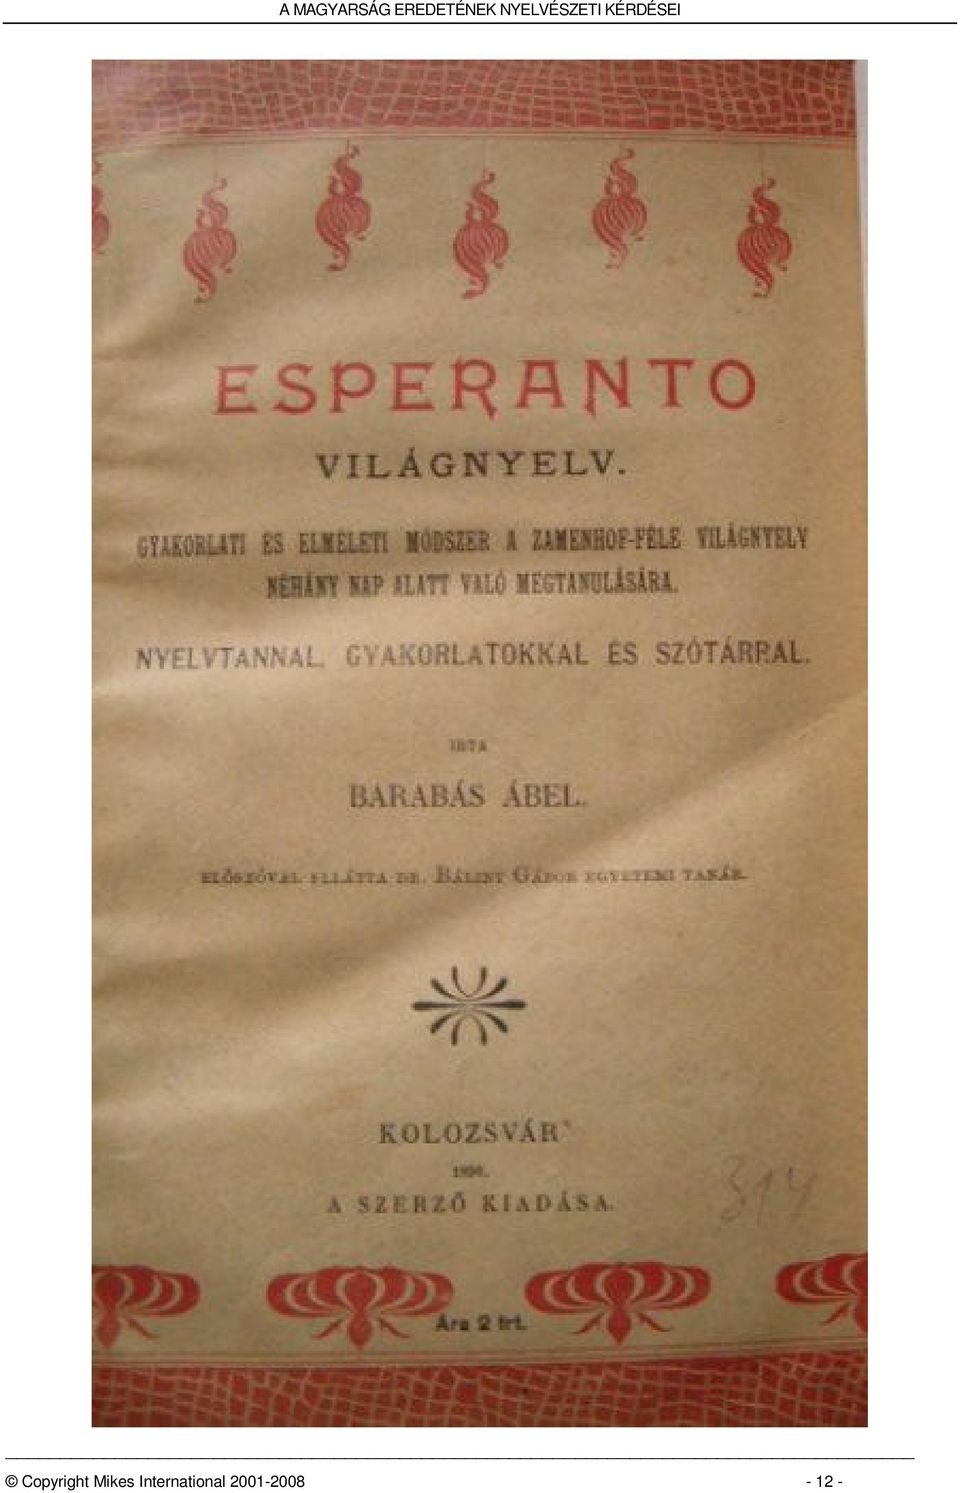 A MAGYARSÁG EREDETÉNEK NYELVÉSZETI KÉRDÉSEI
ESPERANTO
VILÁGNYELV.
GYAKORLATI ÉS ELMÉLETI MÓDSZER A ZAMENHOF-FÉLE VILÁGNYELV
NÉHÁNY NAP ALATT VALÓ MEGTANULÁSÁRA.
NYELVTANNAL, GYAKORLATOKKAL ÉS SZÓTÁRRAL.
IRTA
BARABÁS ÁBEL.
ELŐSZÓVAL ELLÁTTA DR. BÁLINT GÁBOR EGYETEMI TANÁR.
KOLOZSVÁR
A SZERZŐ KIADÁSA.
314
Ára 2 frt.
© Copyright Mikes International 2001-2008 - 12 -